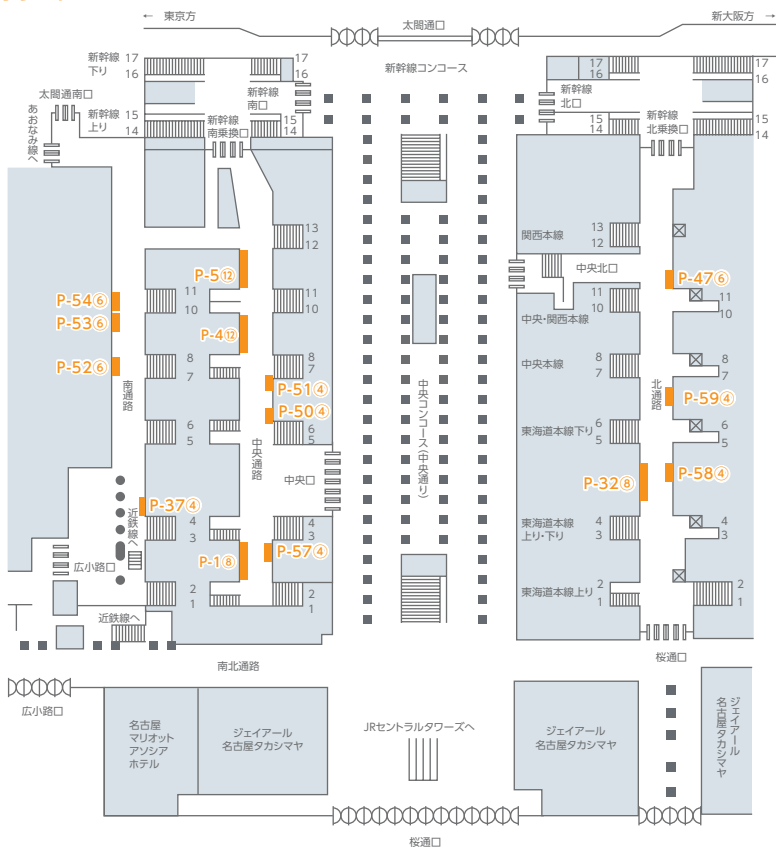 ← 東京方
太閤通口
新大阪方 →
新幹線 17
下り 16
17
16
新幹線コンコース
17
16
17
16
太閤通南口
新幹線
南口
新幹線
北口
あおなみ線へ
新幹線 15
上り 14
新幹線
南乗換口
15
14
15
14
新幹線
北乗換口
15
14
13
12
関西本線
13
12
中央北口
P-5⑫
P-47⑥
P-54⑥
11
10
11
10
11
10
中央・関西本線
11
10
P-53⑥
P-4⑫
P-52⑥
8
7
8
7
中央本線
8
7
8
7
南通路
P-51④
P-50④
中央コンコース(中央通り)
北通路
P-59④
6
5
中央通路
6
5
東海道本線下り
6
5
6
5
中央口
P-32⑧
P-58④
P-37④
近鉄線へ
4
3
4
3
東海道本線
上り・下り
4
3
4
3
広小路口
P-1⑧
P-57④
2
1
2
1
東海道本線上り
2
1
2
1
近鉄線へ
南北通路
桜通口
広小路口
名古屋
マリオット
アソシア
ホテル
ジェイアール
名古屋タカシマヤ
JRセントラルタワーズへ
ジェイアール
名古屋タカシマヤ
ジェイアール
名古屋タカシマヤ
桜通口